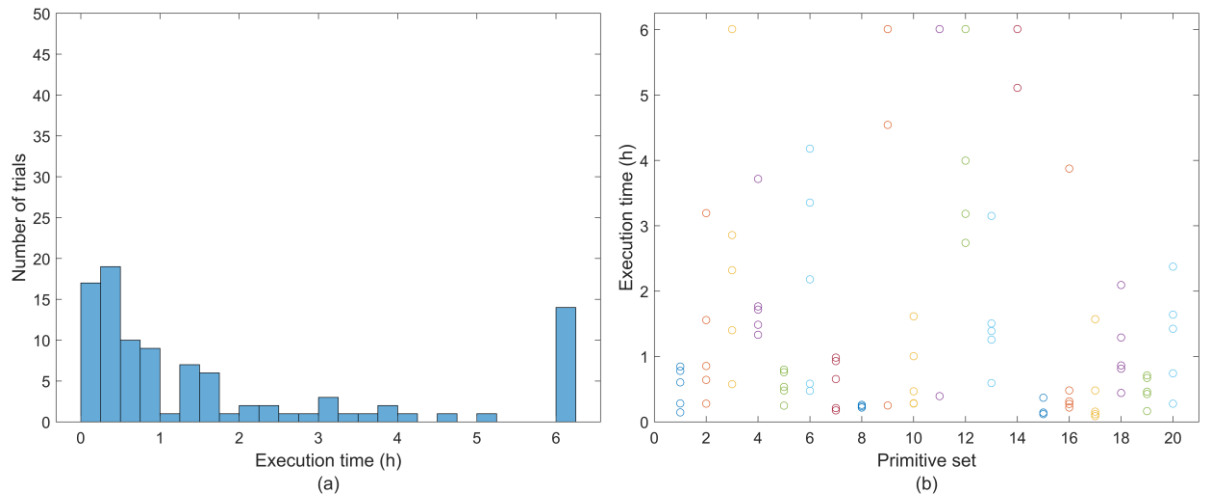 50
45
40
35
30
25
20
15
10
5
0
Number of trials
0 1 2 3 4 5 6
Execution time (h)
(a)
6
5
4
3
2
1
0
Execution time (h)
0 2 4 6 8 10 12 14 16 18 20
Primitive set
(b)